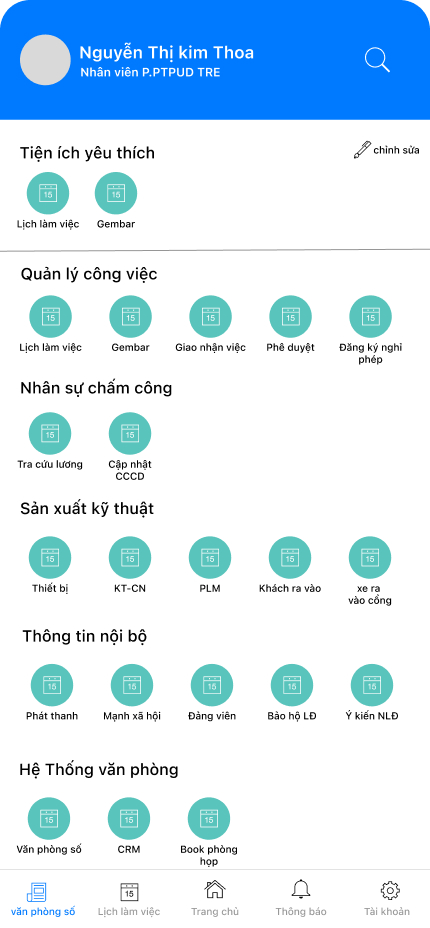 Nguyễn Thị kim Thoa
Nhân viên P.PTPUD TRE
Tiện ích yêu thích
chỉnh sửa
15 15
Lịch làm việc Gembar
Quản lý công việc
15 15 15 15 15
Lịch làm việc Gembar Giao nhận việc Phê duyệt Đăng ký nghỉ
phép
Nhân sự chấm công
15 15
Tra cứu lương Cập nhật
CCCD
Sản xuất kỹ thuật
15 15 15 15 15
Thiết bị KT-CN PLM Khách ra vào xe ra
vào cổng
Thông tin nội bộ
15 15 15 15 15
Phát thanh Mạnh xã hội Đảng viên Bảo hộ LĐ Ý kiến NLĐ
Hệ Thống văn phòng
15 15 15
Văn phòng số CRM Book phòng
họp
15
văn phòng số Lịch làm việc Trang chủ Thông báo Tài khoản